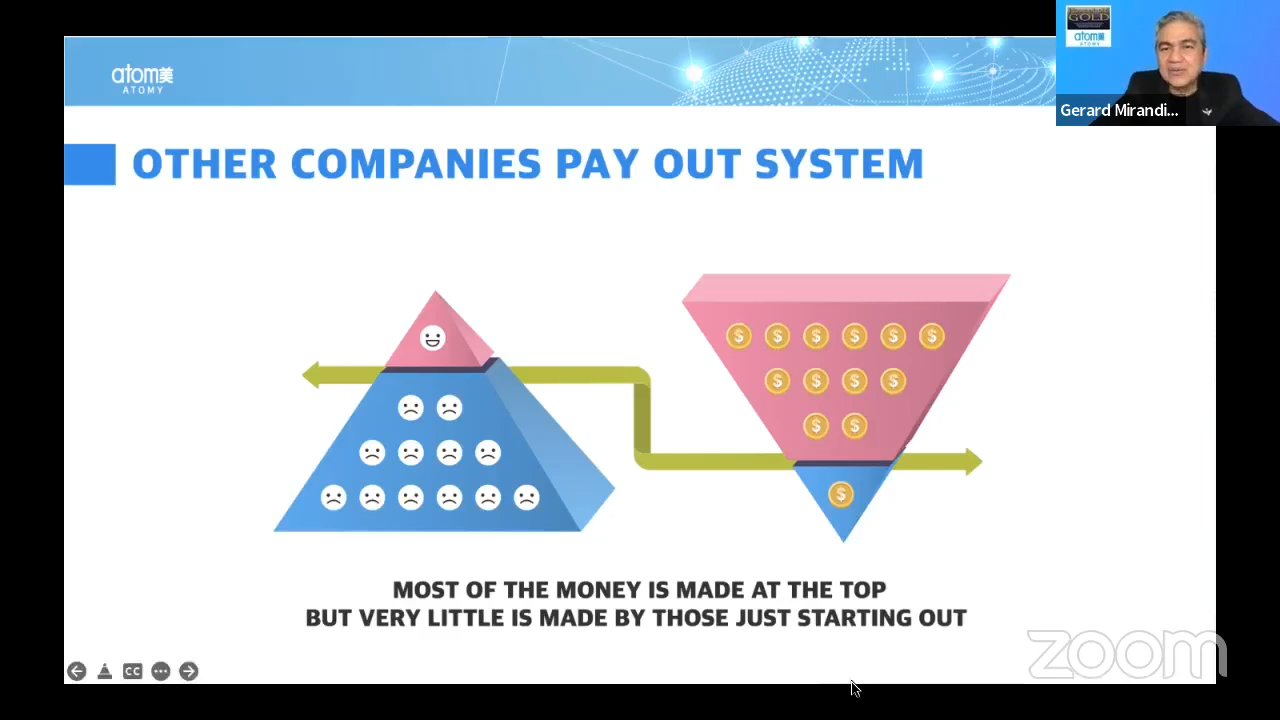 atom美
ATOMY
GOLD
atom美
ATOMY
Gerard Mirandi...
OTHER COMPANIES PAY OUT SYSTEM
$ $ $ $ $ $
$ $ $ $
$ $
$
MOST OF THE MONEY IS MADE AT THE TOP
BUT VERY LITTLE IS MADE BY THOSE JUST STARTING OUT
CC
zoom